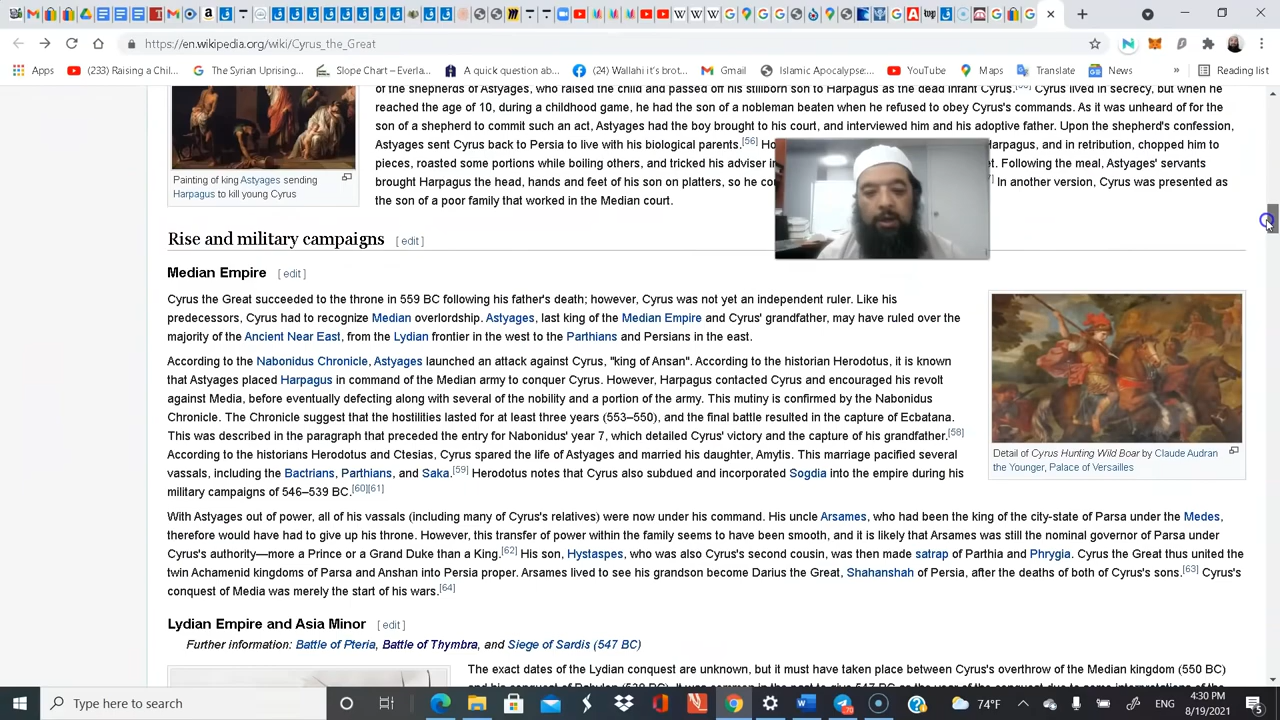 https://en.wikipedia.org/wiki/Cyrus_the_Great
Apps
(233) Raising a Chil...
The Syrian Uprising...
Slope Chart – Everla...
A quick question ab...
(24) Wallahi it's brot...
Gmail
Islamic Apocalypse:...
YouTube
Maps
Translate
News
»
Reading list
of the shepherds of Astyages, who raised the child and passed off his stillborn son to Harpagus as the dead infant Cyrus. Cyrus lived in secrecy, but when he
reached the age of 10, during a childhood game, he had the son of a nobleman beaten when he refused to obey Cyrus's commands. As it was unheard of for the
son of a shepherd to commit such an act, Astyages had the boy brought to his court, and interviewed him and his adoptive father. Upon the shepherd's confession,
Astyages sent Cyrus back to Persia to live with his biological parents.[56] Harpagus, and in retribution, chopped him to
pieces, roasted some portions while boiling others, and tricked his adviser Following the meal, Astyages' servants
brought Harpagus the head, hands and feet of his son on platters, so he In another version, Cyrus was presented as
the son of a poor family that worked in the Median court.
Painting of king Astyages sending
Harpagus to kill young Cyrus
Rise and military campaigns [ edit ]
Median Empire [ edit ]
Cyrus the Great succeeded to the throne in 559 BC following his father's death; however, Cyrus was not yet an independent ruler. Like his
predecessors, Cyrus had to recognize Median overlordship. Astyages, last king of the Median Empire and Cyrus' grandfather, may have ruled over the
majority of the Ancient Near East, from the Lydian frontier in the west to the Parthians and Persians in the east.
According to the Nabonidus Chronicle, Astyages launched an attack against Cyrus, "king of Ansan". According to the historian Herodotus, it is known
that Astyages placed Harpagus in command of the Median army to conquer Cyrus. However, Harpagus contacted Cyrus and encouraged his revolt
against Media, before eventually defecting along with several of the nobility and a portion of the army. This mutiny is confirmed by the Nabonidus
Chronicle. The Chronicle suggest that the hostilities lasted for at least three years (553–550), and the final battle resulted in the capture of Ecbatana.
This was described in the paragraph that preceded the entry for Nabonidus' year 7, which detailed Cyrus' victory and the capture of his grandfather.[58]
According to the historians Herodotus and Ctesias, Cyrus spared the life of Astyages and married his daughter, Amytis. This marriage pacified several
vassals, including the Bactrians, Parthians, and Saka.[59] Herodotus notes that Cyrus also subdued and incorporated Sogdia into the empire during his
military campaigns of 546–539 BC.[60][61]
Detail of Cyrus Hunting Wild Boar by Claude Audran
the Younger, Palace of Versailles
With Astyages out of power, all of his vassals (including many of Cyrus's relatives) were now under his command. His uncle Arsames, who had been the king of the city-state of Parsa under the Medes,
therefore would have had to give up his throne. However, this transfer of power within the family seems to have been smooth, and it is likely that Arsames was still the nominal governor of Parsa under
Cyrus's authority—more a Prince or a Grand Duke than a King.[62] His son, Hystaspes, who was also Cyrus's second cousin, was then made satrap of Parthia and Phrygia. Cyrus the Great thus united the
twin Achamenid kingdoms of Parsa and Anshan into Persia proper. Arsames lived to see his grandson become Darius the Great, Shahanshah of Persia, after the deaths of both of Cyrus's sons.[63] Cyrus's
conquest of Media was merely the start of his wars.[64]
Lydian Empire and Asia Minor [ edit ]
Further information: Battle of Pteria, Battle of Thymbra, and Siege of Sardis (547 BC)
The exact dates of the Lydian conquest are unknown, but it must have taken place between Cyrus's overthrow of the Median kingdom (550 BC)
Type here to search
74°F
ENG
4:30 PM
8/19/2021
5